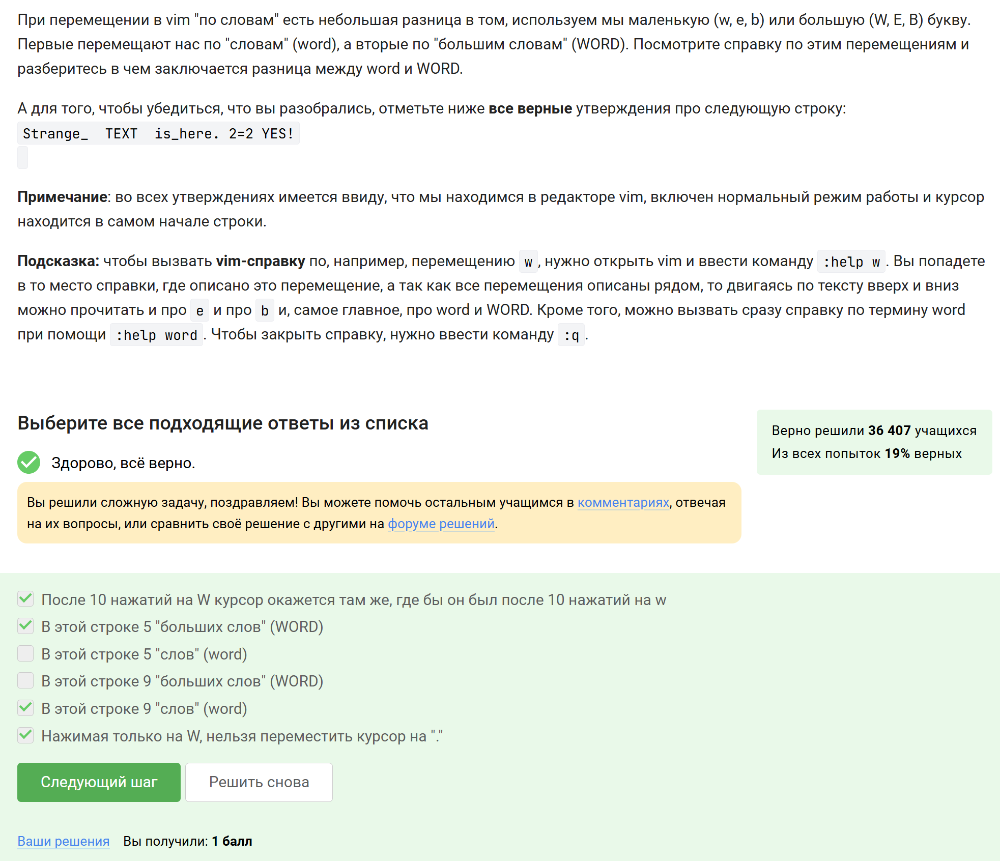 При перемещении в vim "по словам" есть небольшая разница в том, используем мы маленькую (w, e, b) или большую (W, E, B) букву.
Первые перемещают нас по "словам" (word), а вторые по "большим словам" (WORD). Посмотрите справку по этим перемещениям и
разберитесь в чем заключается разница между word и WORD.
А для того, чтобы убедиться, что вы разобрались, отметьте ниже все верные утверждения про следующую строку:
Strange_  TEXT  is_here. 2=2 YES!
Примечание: во всех утверждениях имеется ввиду, что мы находимся в редакторе vim, включен нормальный режим работы и курсор
находится в самом начале строки.
Подсказка: чтобы вызвать vim-справку по, например, перемещению w, нужно открыть vim и ввести команду :help w. Вы попадете
в то место справки, где описано это перемещение, а так как все перемещения описаны рядом, то двигаясь по тексту вверх и вниз
можно прочитать и про e и про b и, самое главное, про word и WORD. Кроме того, можно вызвать сразу справку по термину word
при помощи :help word. Чтобы закрыть справку, нужно ввести команду :q.
Выберите все подходящие ответы из списка
Верно решили 36 407 учащихся
Из всех попыток 19% верных
Здорово, всё верно.
Вы решили сложную задачу, поздравляем! Вы можете помочь остальным учащимся в комментариях, отвечая
на их вопросы, или сравнить своё решение с другими на форуме решений.
После 10 нажатий на W курсор окажется там же, где бы он был после 10 нажатий на w
В этой строке 5 "больших слов" (WORD)
В этой строке 5 "слов" (word)
В этой строке 9 "больших слов" (WORD)
В этой строке 9 "слов" (word)
Нажимая только на W, нельзя переместить курсор на "."
Следующий шаг
Решить снова
Ваши решения Вы получили: 1 балл